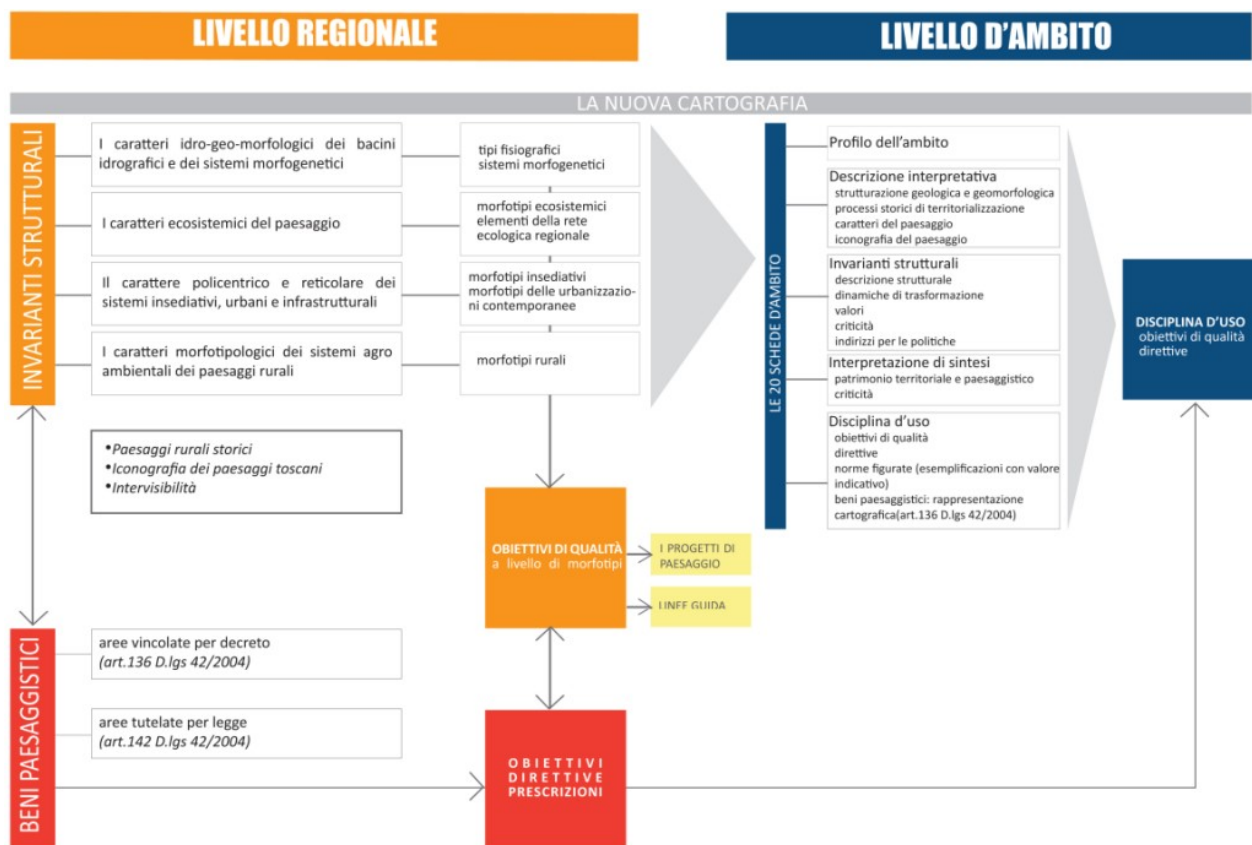 LIVELLO REGIONALE
LIVELLO D'AMBITO
LA NUOVA CARTOGRAFIA
INVARIANTI STRUTTURALI
I caratteri idro-geo-morfologici dei bacini
idrografici e dei sistemi morfogenetici
tipi fisiografici
sistemi morfogenetici
I caratteri ecosistemici del paesaggio
morfotipi ecosistemici
elementi della rete
ecologica regionale
Il carattere policentrico e reticolare dei
sistemi insediativi, urbani e infrastrutturali
morfotipi insediativi
morfotipi delle urbanizzazio-
ni contemporanee
I caratteri morfotipologici dei sistemi agro
ambientali dei paesaggi rurali
morfotipi rurali
•Paesaggi rurali storici
•Iconografia dei paesaggi toscani
•Intervisibilità
OBIETTIVI DI QUALITÀ
a livello di morfotipi
I PROGETTI DI
PAESAGGIO
LINEE GUIDA
BENI PAESAGGISTICI
aree vincolate per decreto
(art.136 D.lgs 42/2004)
aree tutelate per legge
(art.142 D.lgs 42/2004)
OBIETTIVI
DIRETTIVE
PRESCRIZIONI
LE 20 SCHEDE D'AMBITO
Profilo dell'ambito
Descrizione interpretativa
strutturazione geologica e geomorfologica
processi storici di territorializzazione
caratteri del paesaggio
iconografia del paesaggio
Invarianti strutturali
descrizione strutturale
dinamiche di trasformazione
valori
criticità
indirizzi per le politiche
Interpretazione di sintesi
patrimonio territoriale e paesaggistico
criticità
Disciplina d'uso
obiettivi di qualità
direttive
norme figurate (esemplificazioni con valore
indicativo)
beni paesaggistici: rappresentazione
cartografica(art.136 D.lgs 42/2004)
DISCIPLINA D'USO
obiettivi di qualità
direttive